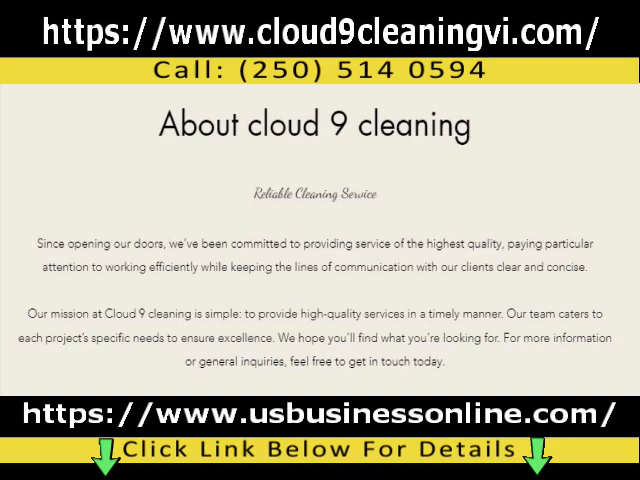 https://www.cloud9cleaningvi.com/
Call: (250) 514 0594
About cloud 9 cleaning
Reliable Cleaning Service
Since opening our doors, we've been committed to providing service of the highest quality, paying particular
attention to working efficiently while keeping the lines of communication with our clients clear and concise.
Our mission at Cloud 9 cleaning is simple: to provide high-quality services in a timely manner. Our team caters to
each project's specific needs to ensure excellence. We hope you'll find what you're looking for. For more information
or general inquiries, feel free to get in touch today.
https://www.usbusinessonline.com/
Click Link Below For Details